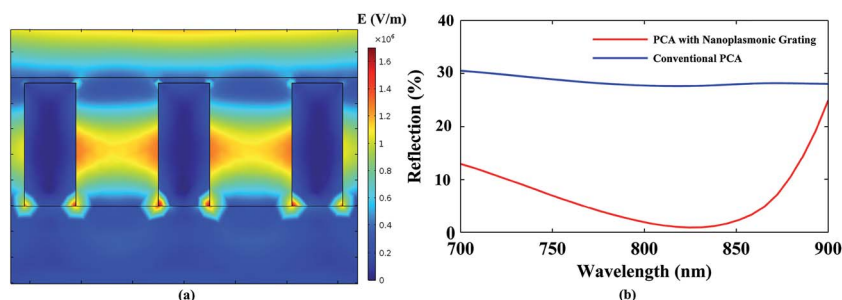 E (V/m)
×10⁶
1.6
1.4
1.2
1
0.8
0.6
0.4
0.2
0
(a)
40
30
20
10
0
Reflection (%)
PCA with Nanoplasmonic Grating
Conventional PCA
700
750
800
850
900
Wavelength (nm)
(b)